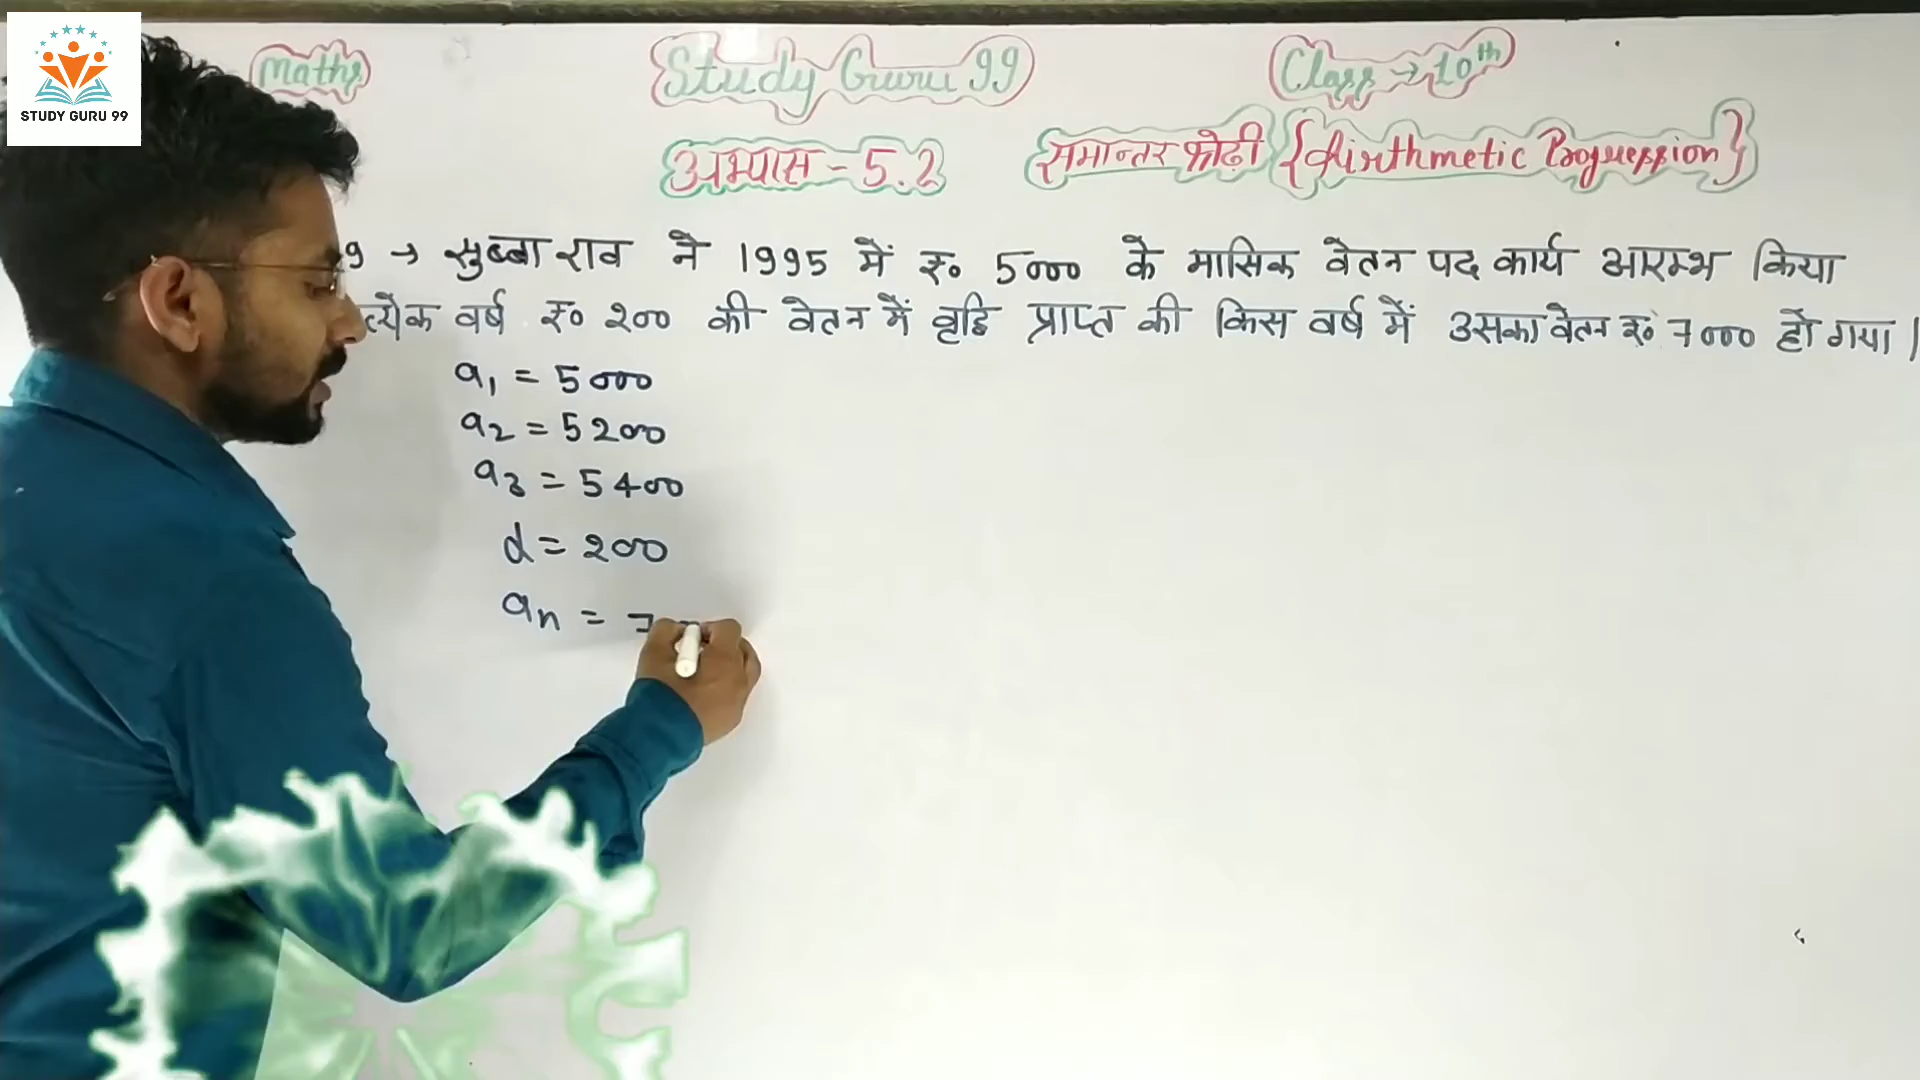 STUDY GURU 99
Maths
Study Guru 99
Class → 10th
अभ्यास - 5.2
समान्तर श्रेढ़ी {Airthmetic Progression}
9 → सुब्बा राव ने 1995 में रु० 5000 के मासिक वेतन पद कार्य आरम्भ किया
त्येक वर्ष रु० 200 की वेतन में वृद्धि प्राप्त की किस वर्ष में उसका वेतन रु० 7000 हो गया |
a1 = 5000
a2 = 5200
a3 = 5400
d = 200
an = 7